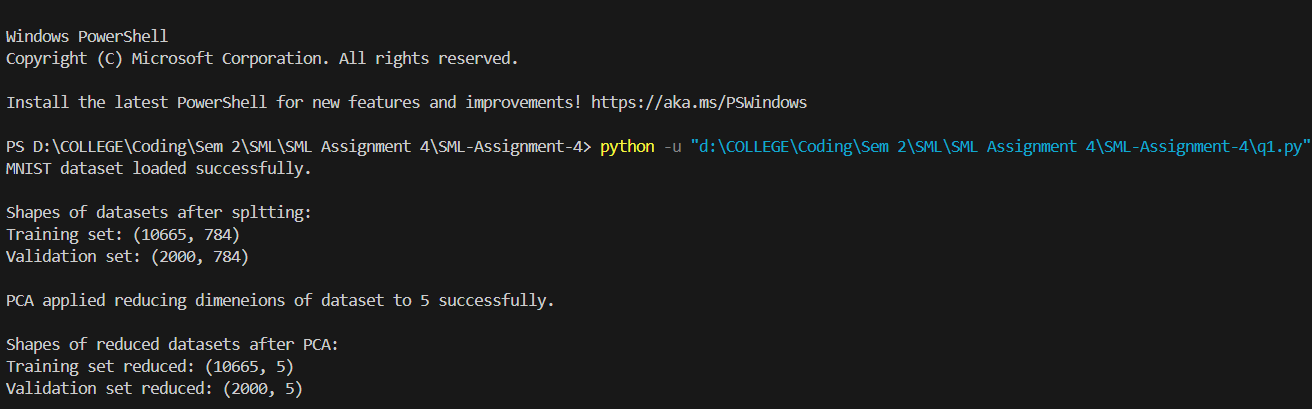 Windows PowerShell
Copyright (C) Microsoft Corporation. All rights reserved.
Install the latest PowerShell for new features and improvements! https://aka.ms/PSWindows
PS D:\COLLEGE\Coding\Sem 2\SML\SML Assignment 4\SML-Assignment-4> python -u "d:\COLLEGE\Coding\Sem 2\SML\SML Assignment 4\SML-Assignment-4\q1.py"
MNIST dataset loaded successfully.
Shapes of datasets after spltting:
Training set: (10665, 784)
Validation set: (2000, 784)
PCA applied reducing dimeneions of dataset to 5 successfully.
Shapes of reduced datasets after PCA:
Training set reduced: (10665, 5)
Validation set reduced: (2000, 5)